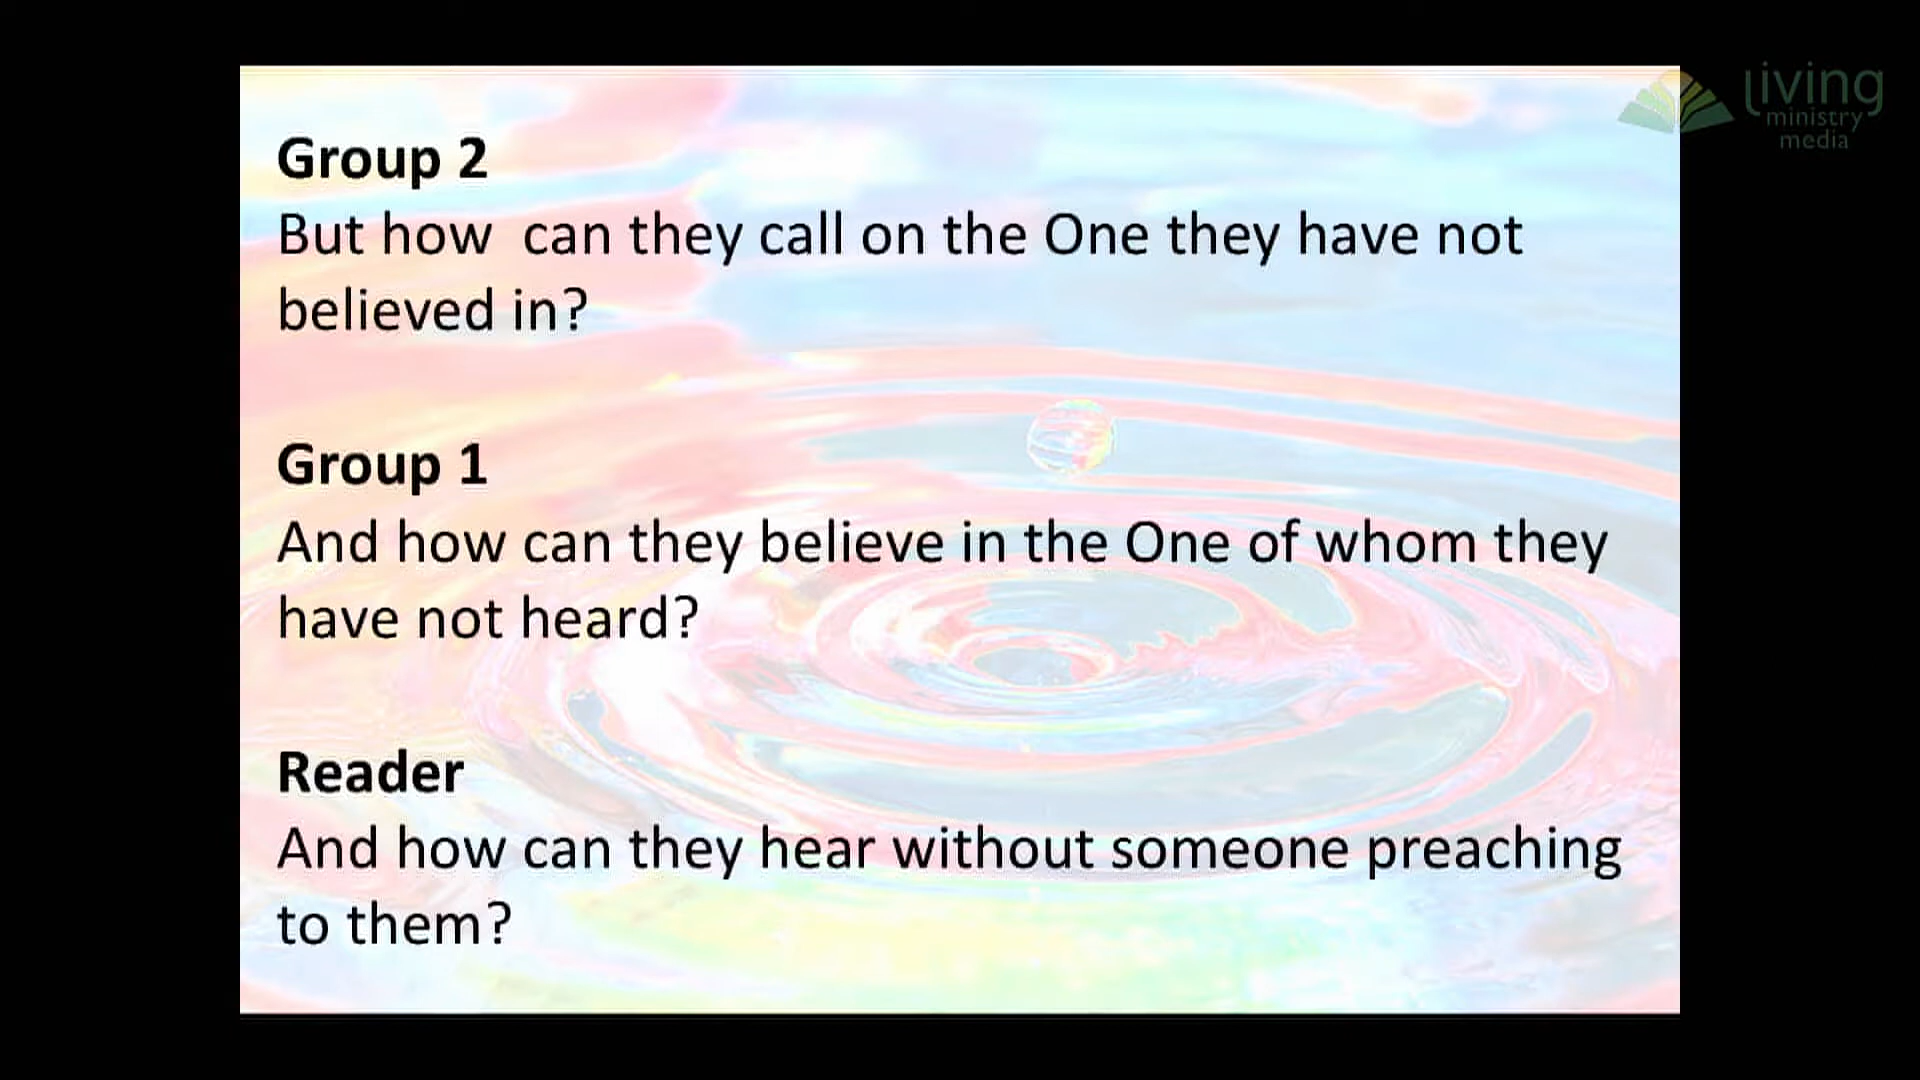 living
ministry
media
Group 2
But how  can they call on the One they have not
believed in?
Group 1
And how can they believe in the One of whom they
have not heard?
Reader
And how can they hear without someone preaching
to them?